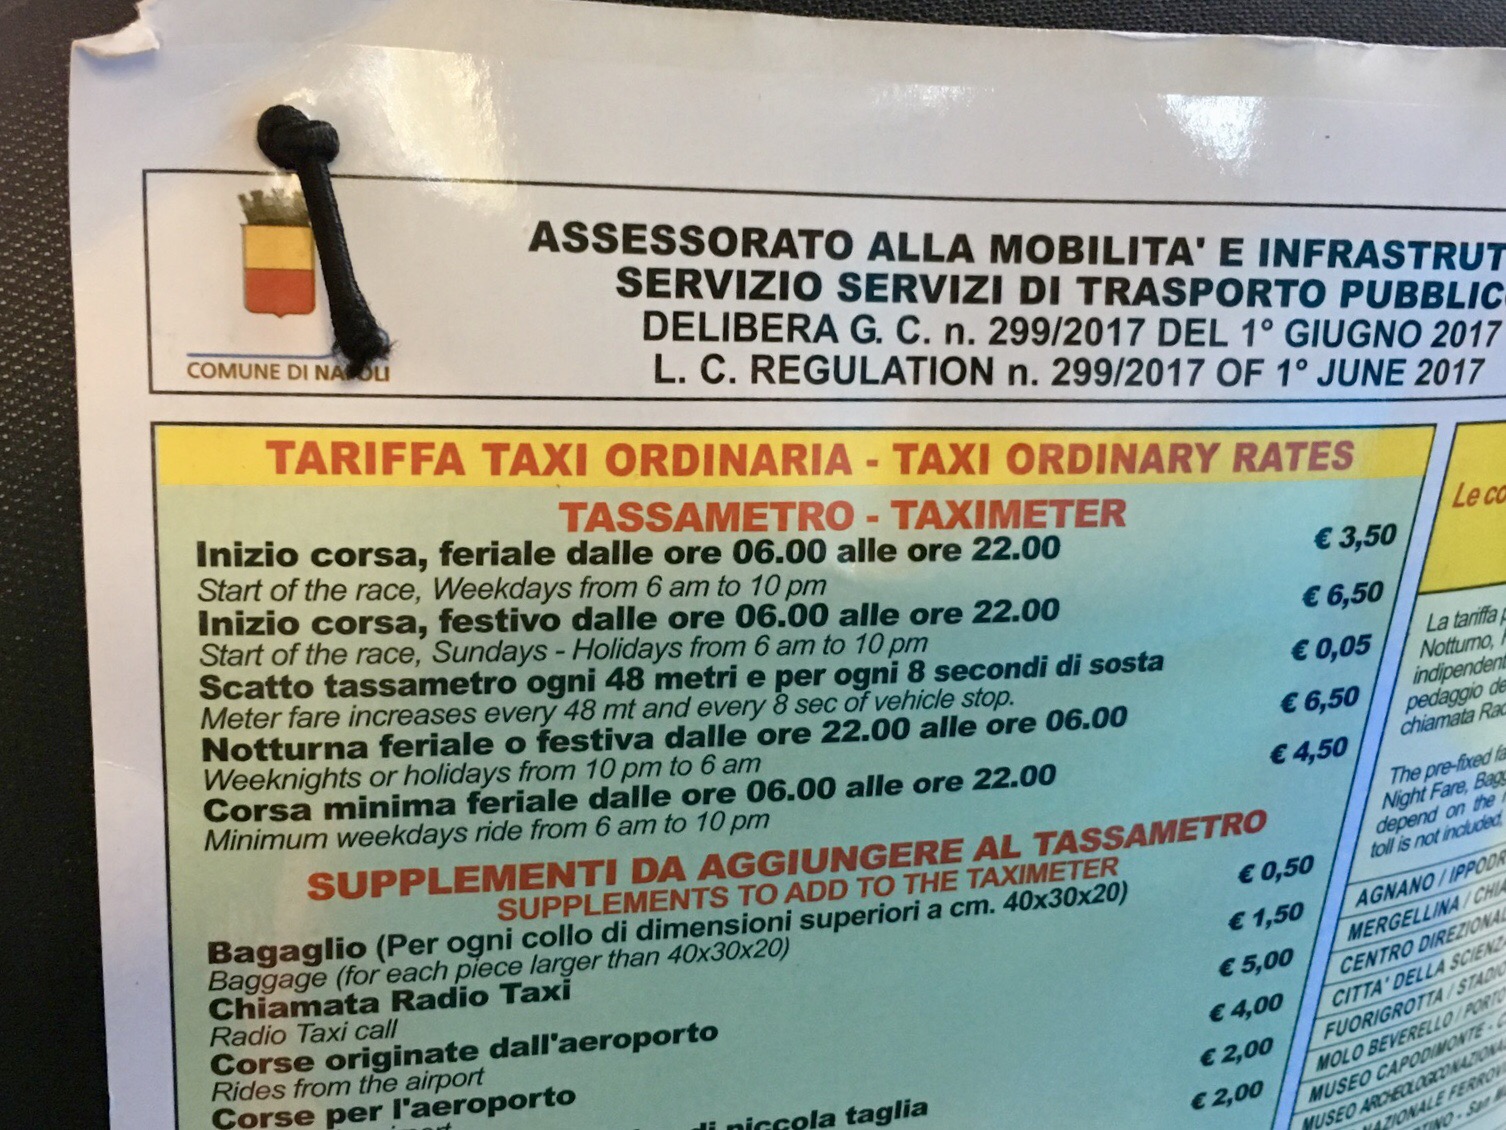 COMUNE DI NAPOLI
ASSESSORATO ALLA MOBILITA' E INFRASTRUT
SERVIZIO SERVIZI DI TRASPORTO PUBBLIC
DELIBERA G. C. n. 299/2017 DEL 1° GIUGNO 2017
L. C. REGULATION n. 299/2017 OF 1° JUNE 2017
TARIFFA TAXI ORDINARIA - TAXI ORDINARY RATES
TASSAMETRO - TAXIMETER
Inizio corsa, feriale dalle ore 06.00 alle ore 22.00 € 3,50
Start of the race, Weekdays from 6 am to 10 pm
Inizio corsa, festivo dalle ore 06.00 alle ore 22.00 € 6,50
Start of the race, Sundays - Holidays from 6 am to 10 pm
Scatto tassametro ogni 48 metri e per ogni 8 secondi di sosta € 0,05
Meter fare increases every 48 mt and every 8 sec of vehicle stop.
Notturna feriale o festiva dalle ore 22.00 alle ore 06.00 € 6,50
Weeknights or holidays from 10 pm to 6 am
Corsa minima feriale dalle ore 06.00 alle ore 22.00 € 4,50
Minimum weekdays ride from 6 am to 10 pm
SUPPLEMENTI DA AGGIUNGERE AL TASSAMETRO
SUPPLEMENTS TO ADD TO THE TAXIMETER
Bagaglio (Per ogni collo di dimensioni superiori a cm. 40x30x20) € 0,50
Baggage (for each piece larger than 40x30x20)
Chiamata Radio Taxi € 1,50
Radio Taxi call
Corse originate dall'aeroporto € 5,00
Rides from the airport
Corse per l'aeroporto € 4,00
di piccola taglia € 2,00
€ 2,00
Le co
La tariffa p
Notturno,
indipendent
pedaggio de
chiamata Rad
The pre-fixed fa
Night Fare, Bagg
depend on the
toll is not included.
AGNANO / IPPODR
MERGELLINA / CHIA
CENTRO DIREZIONA
CITTA' DELLA SCIENZ
FUORIGROTTA / STADIO
MOLO BEVERELLO / PORTO
MUSEO CAPODIMONTE -
MUSEO ARCHEOLOGICO NAZIONA
NAZIONALE FERROV